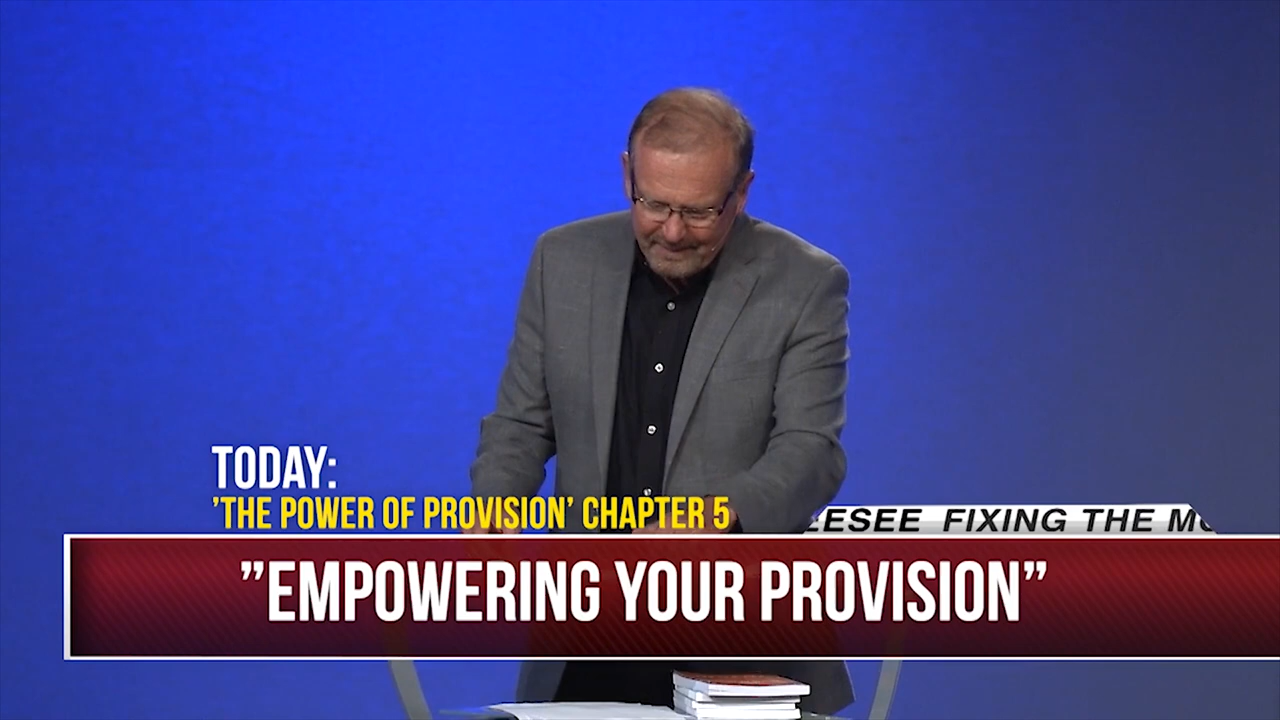 TODAY:
’THE POWER OF PROVISION’ CHAPTER 5
FIXING THE
”EMPOWERING YOUR PROVISION”